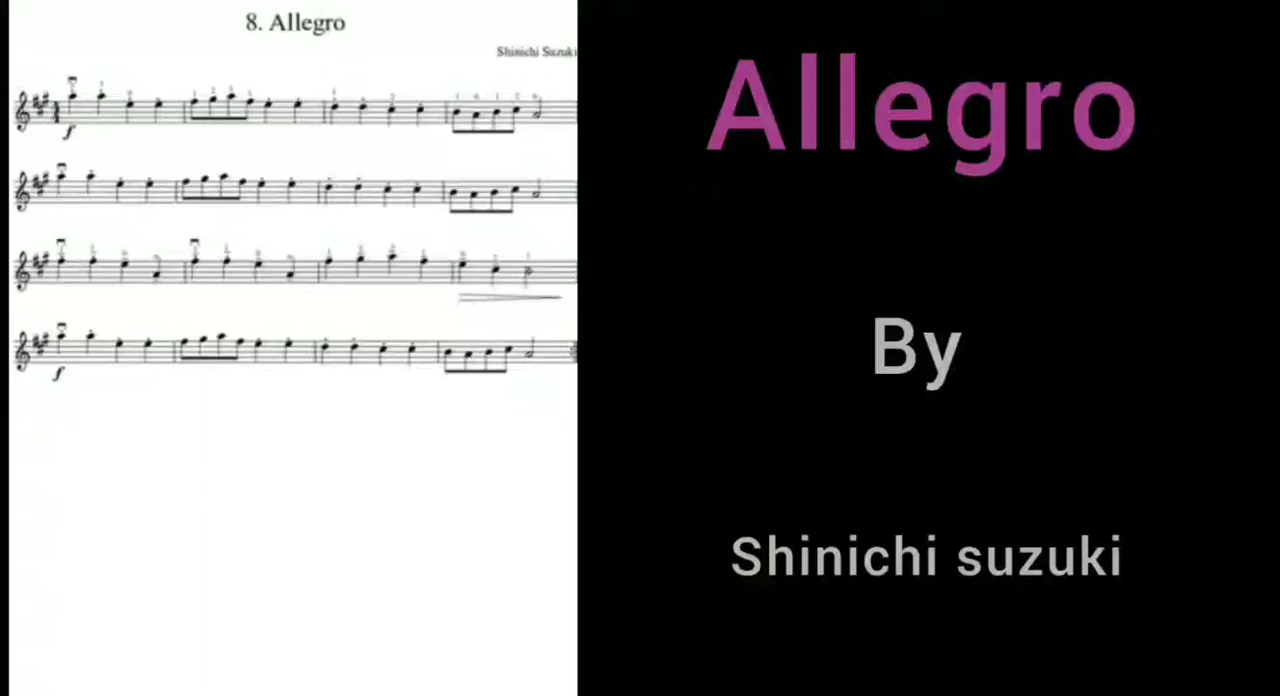 8. Allegro
Shinichi Suzuki
f
f
Allegro
By
Shinichi suzuki